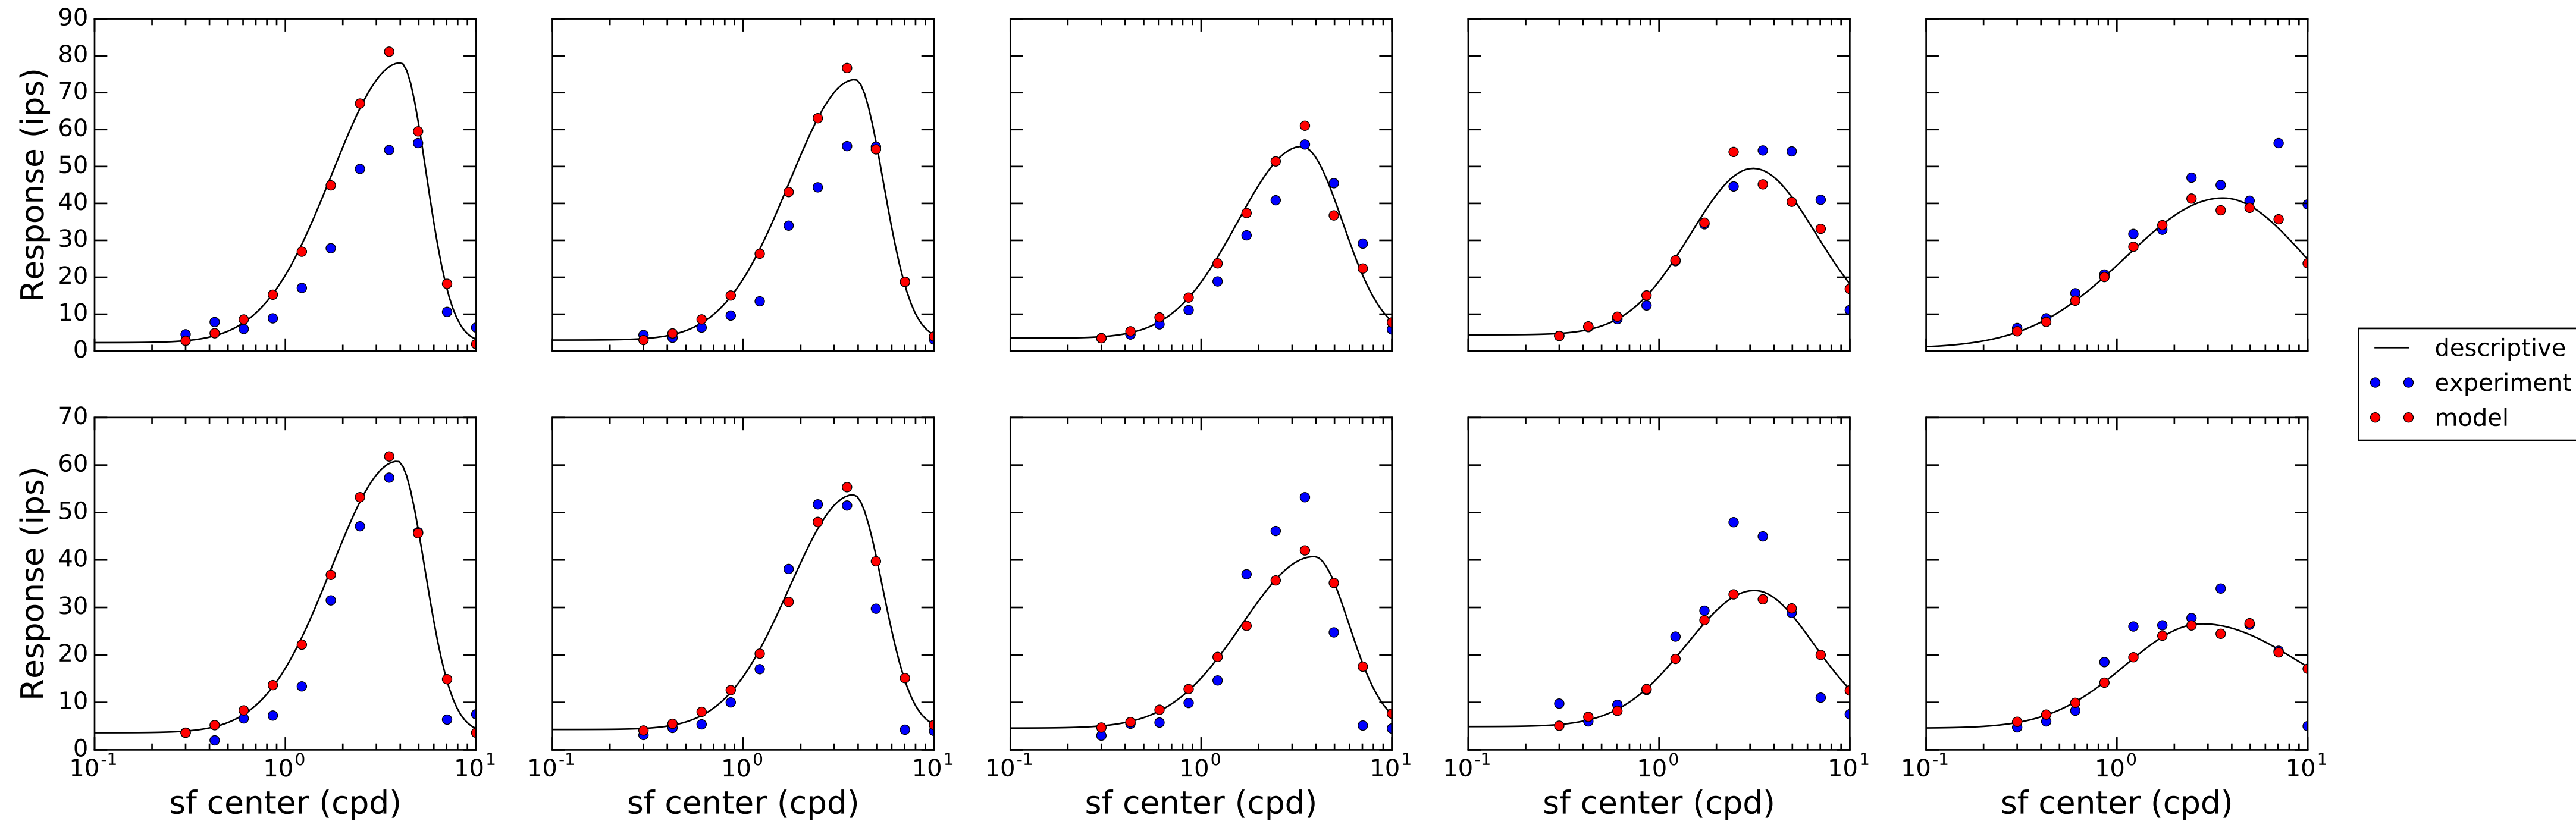 90
80
70
60
50
40
30
20
10
0
Response (ips)
descriptive
experiment
model
70
60
50
40
30
20
10
0
Response (ips)
10^-1 10^0 10^1 10^-1 10^0 10^1 10^-1 10^0 10^1 10^-1 10^0 10^1 10^-1 10^0 10^1
sf center (cpd) sf center (cpd) sf center (cpd) sf center (cpd) sf center (cpd)